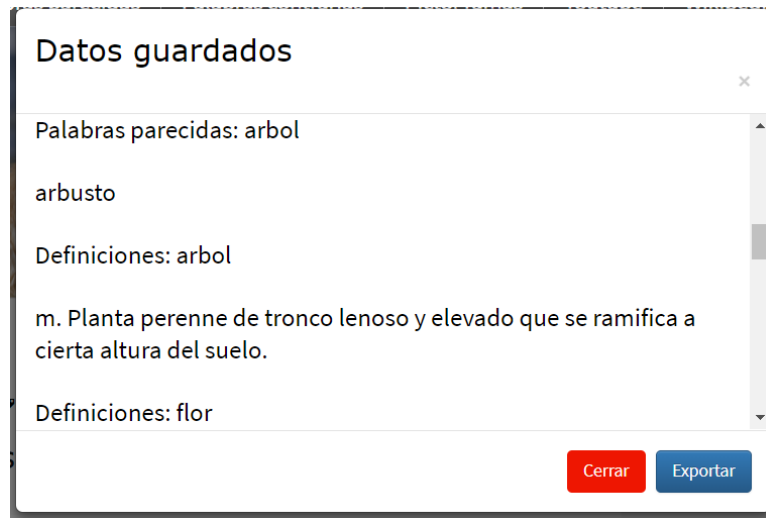 Datos guardados
×
Palabras parecidas: arbol
arbusto
Definiciones: arbol
m. Planta perenne de tronco lenoso y elevado que se ramifica a
cierta altura del suelo.
Definiciones: flor
Cerrar
Exportar